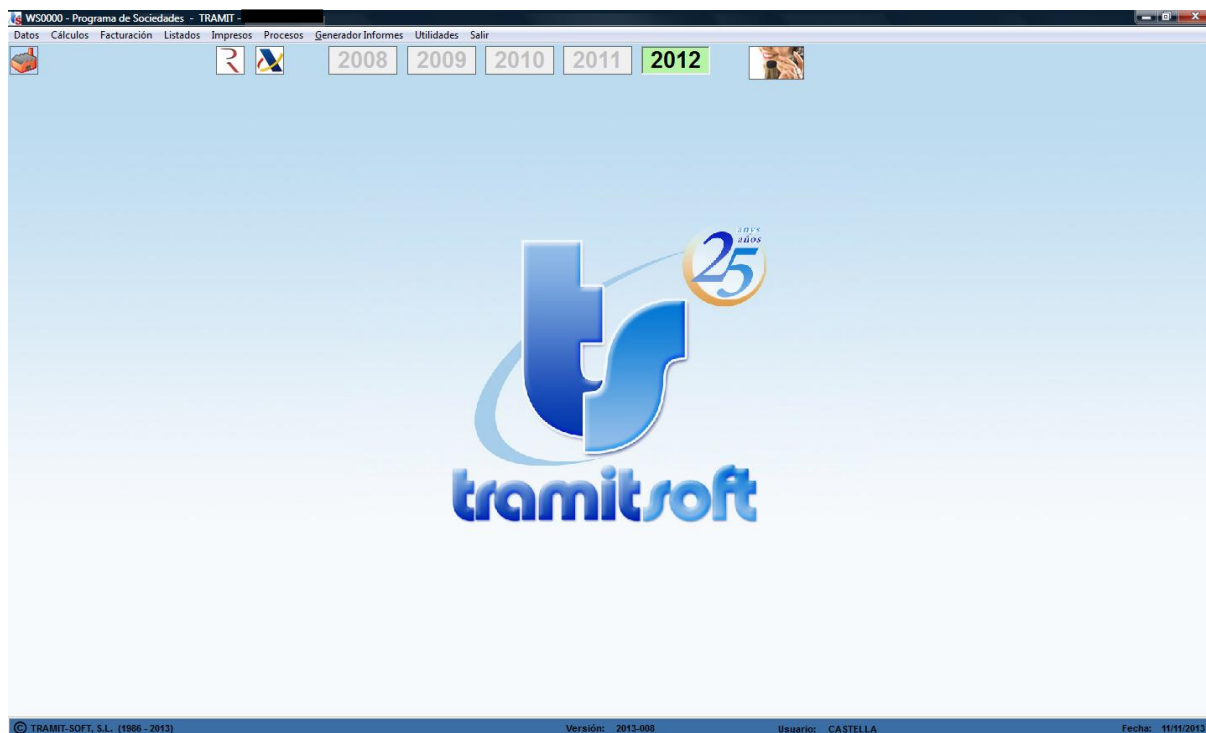 WS0000 - Programa de Sociedades - TRAMIT -
Datos Cálculos Facturación Listados Impresos Procesos Generador Informes Utilidades Salir
2008 2009 2010 2011 2012
anys
años
25
ts
tramitsoft
© TRAMIT-SOFT, S.L. (1986 - 2013) Versión: 2013-008 Usuario: CASTELLA Fecha: 11/11/2013